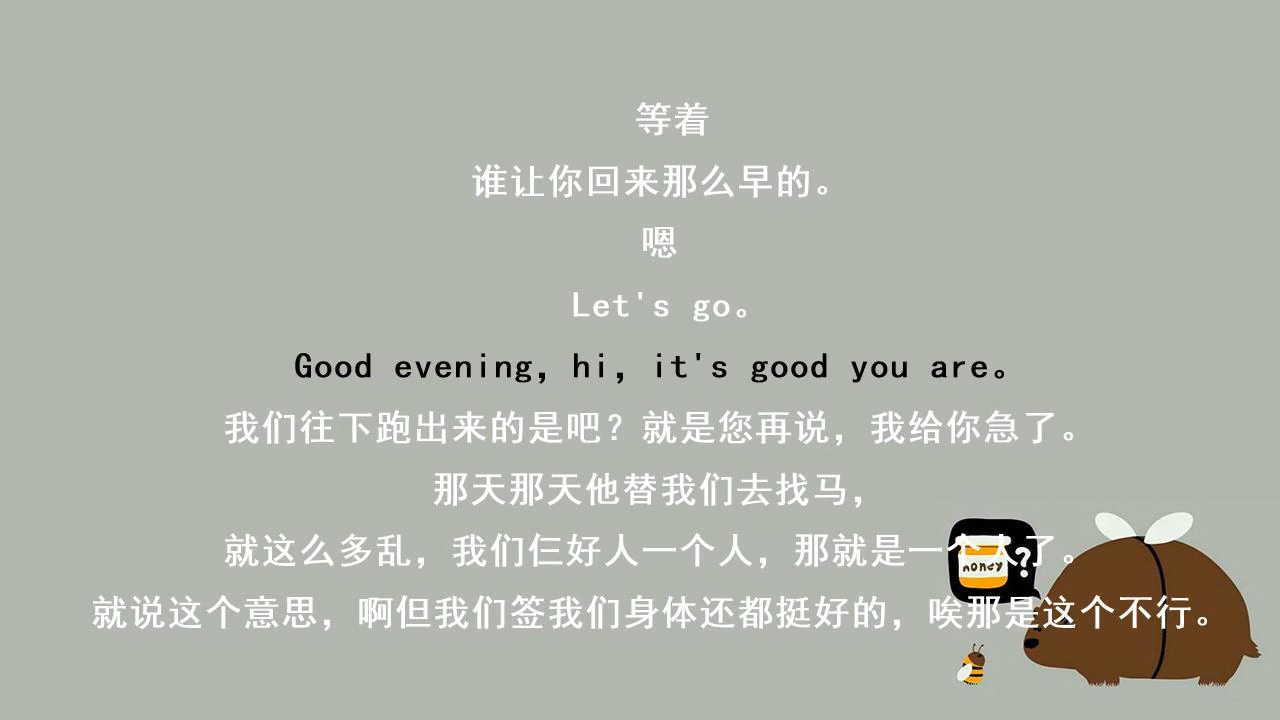 等着
谁让你回来那么早的。
嗯
Let's go。
Good evening，hi，it's good you are。
我们往下跑出来的是吧？就是您再说，我给你急了。
那天那天他替我们去找马，
就这么多乱，我们仨好人一个人，那就是一个人了。
honey
?
就说这个意思，啊但我们签我们身体还都挺好的，唉那是这个不行。